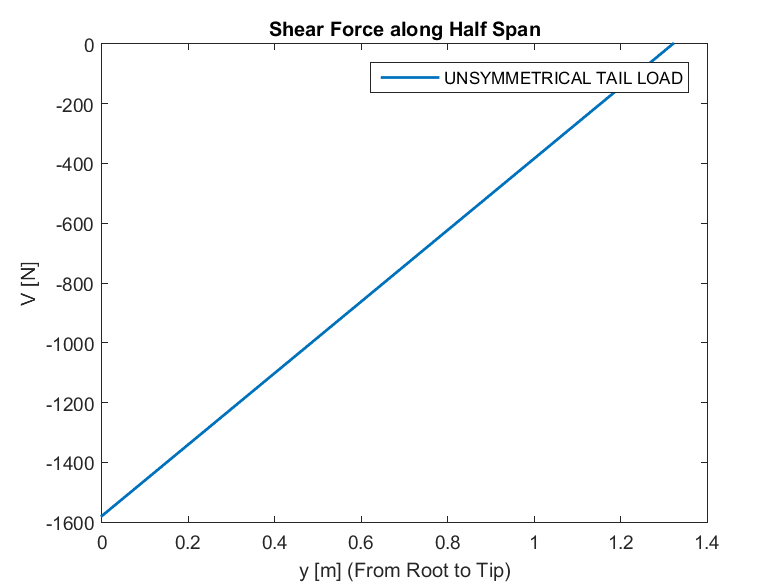 Shear Force along Half Span
UNSYMMETRICAL TAIL LOAD
0
-200
-400
-600
-800
-1000
-1200
-1400
-1600
V [N]
0 0.2 0.4 0.6 0.8 1 1.2 1.4
y [m] (From Root to Tip)